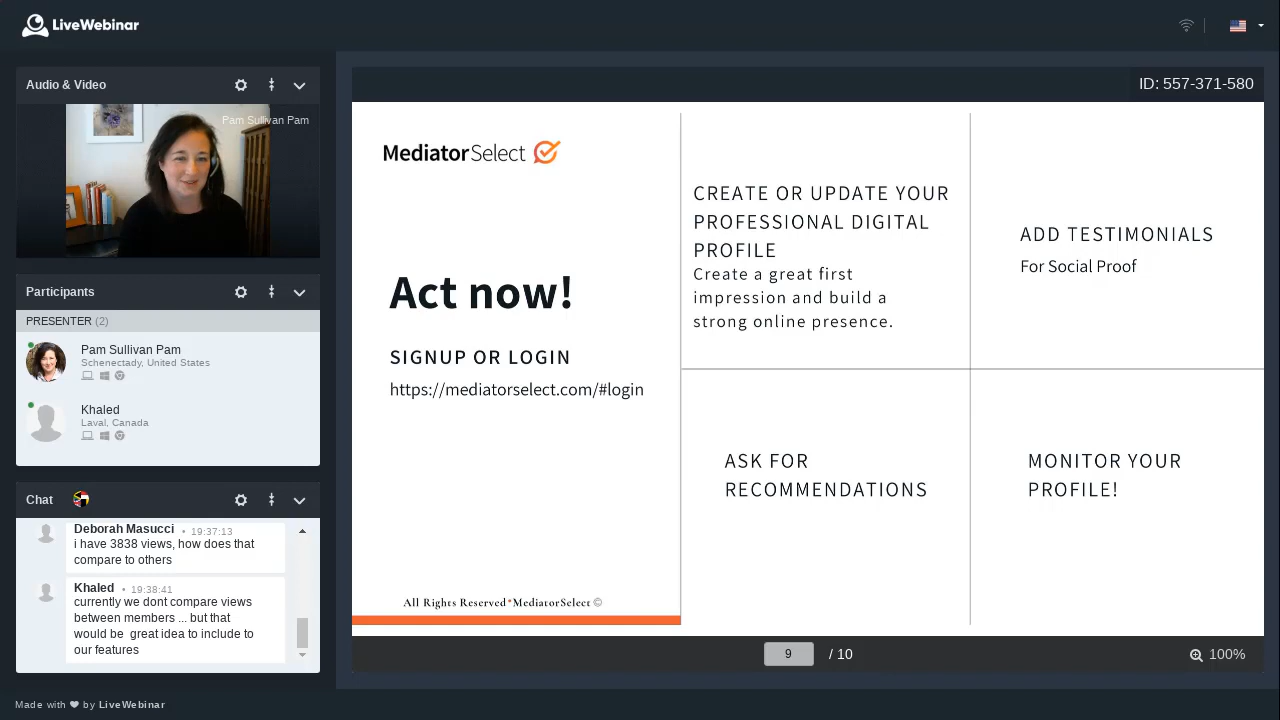 LiveWebinar
Audio & Video
Pam Sullivan Pam
Participants
PRESENTER (2)
Pam Sullivan Pam
Schenectady, United States
Khaled
Laval, Canada
Chat
Deborah Masucci • 19:37:13
i have 3838 views, how does that
compare to others
Khaled • 19:38:41
currently we dont compare views
between members ... but that
would be great idea to include to
our features
ID: 557-371-580
MediatorSelect
Act now!
SIGNUP OR LOGIN
https://mediatorselect.com/#login
All Rights Reserved*MediatorSelect ©
CREATE OR UPDATE YOUR
PROFESSIONAL DIGITAL
PROFILE
Create a great first
impression and build a
strong online presence.
ADD TESTIMONIALS
For Social Proof
ASK FOR
RECOMMENDATIONS
MONITOR YOUR
PROFILE!
9 / 10
100%
Made with ❤ by LiveWebinar